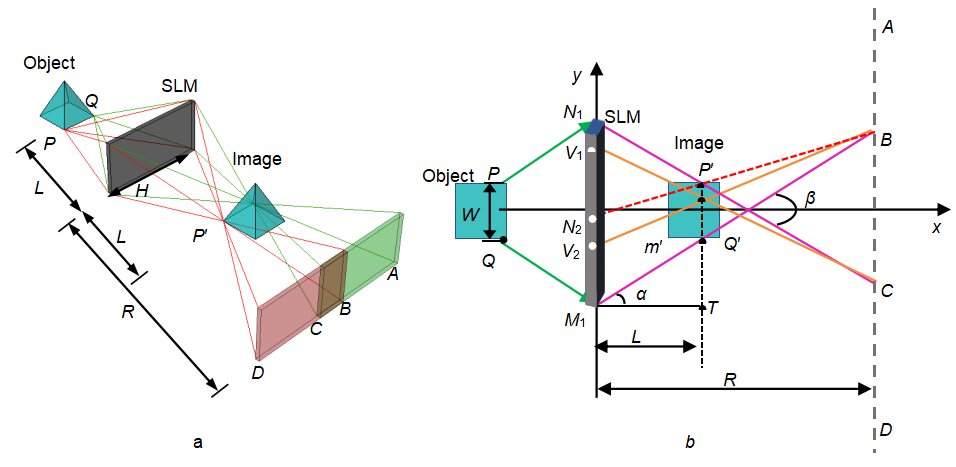 Object
SLM
Q
P
Image
L
H
P′
L
R
A
B
C
D
a
y
A
N₁
SLM
V₁
Image
B
Object
P
P′
W
β
N₂
x
V₂
m′
Q′
Q
α
C
M₁
T
L
R
D
b